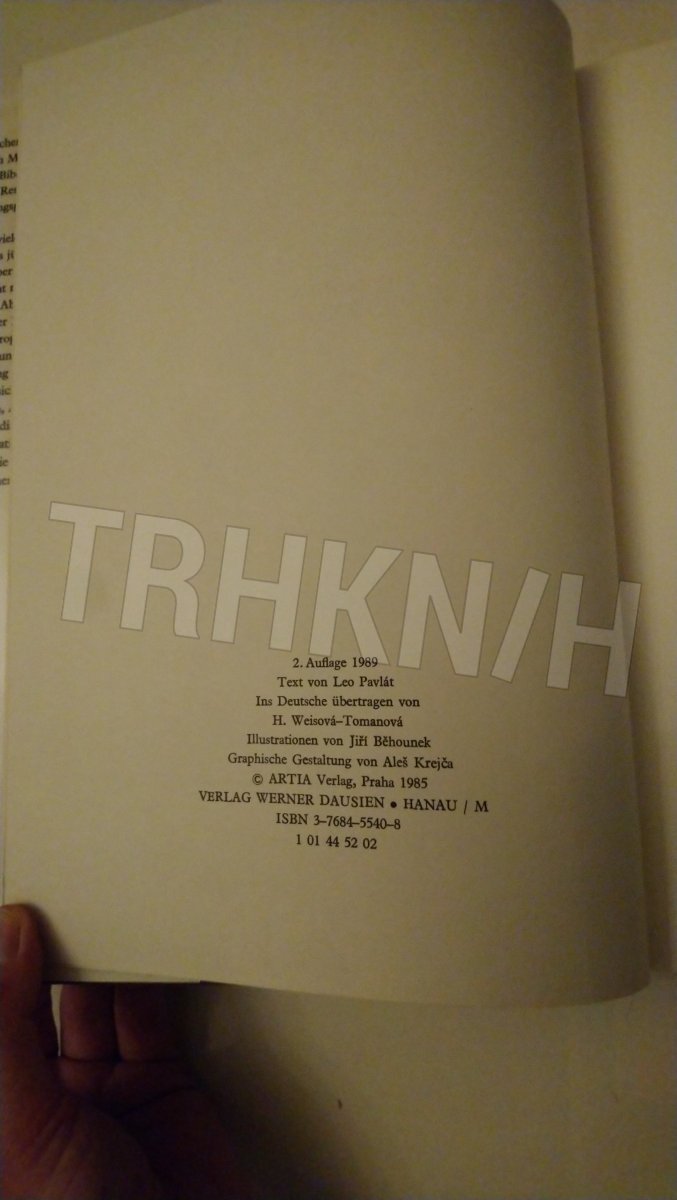 TRHKN/H
2. Auflage 1989
Text von Leo Pavlát
Ins Deutsche übertragen von
H. Weisová–Tomanová
Illustrationen von Jiří Běhounek
Graphische Gestaltung von Aleš Krejča
© ARTIA Verlag, Praha 1985
VERLAG WERNER DAUSIEN • HANAU / M
ISBN 3–7684–5540–8
1 01 44 52 02